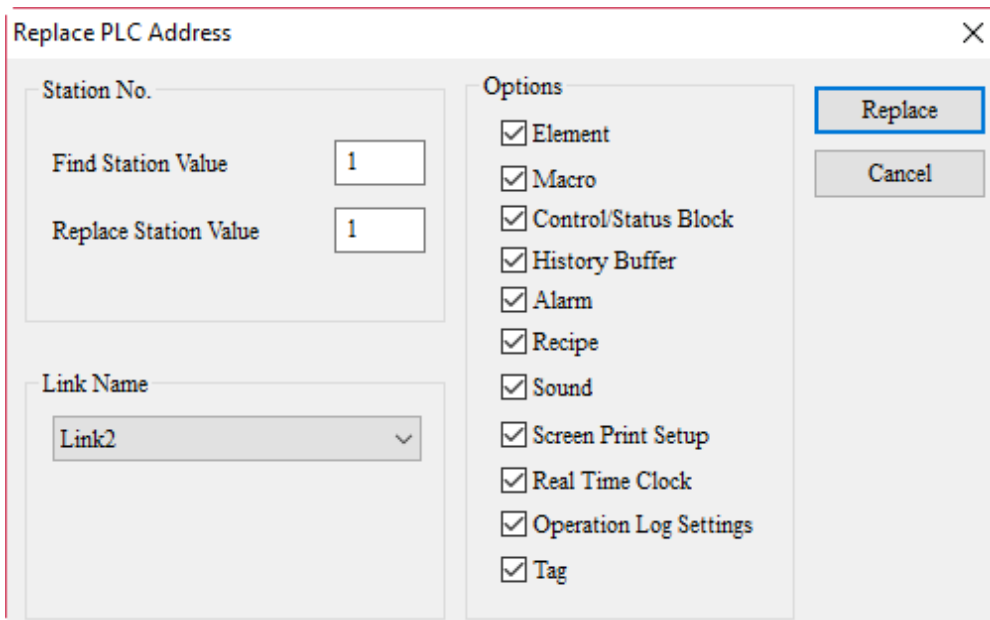 Replace PLC Address
Station No.
Find Station Value 1
Replace Station Value 1
Link Name
Link2
Options
Element
Macro
Control/Status Block
History Buffer
Alarm
Recipe
Sound
Screen Print Setup
Real Time Clock
Operation Log Settings
Tag
Replace
Cancel